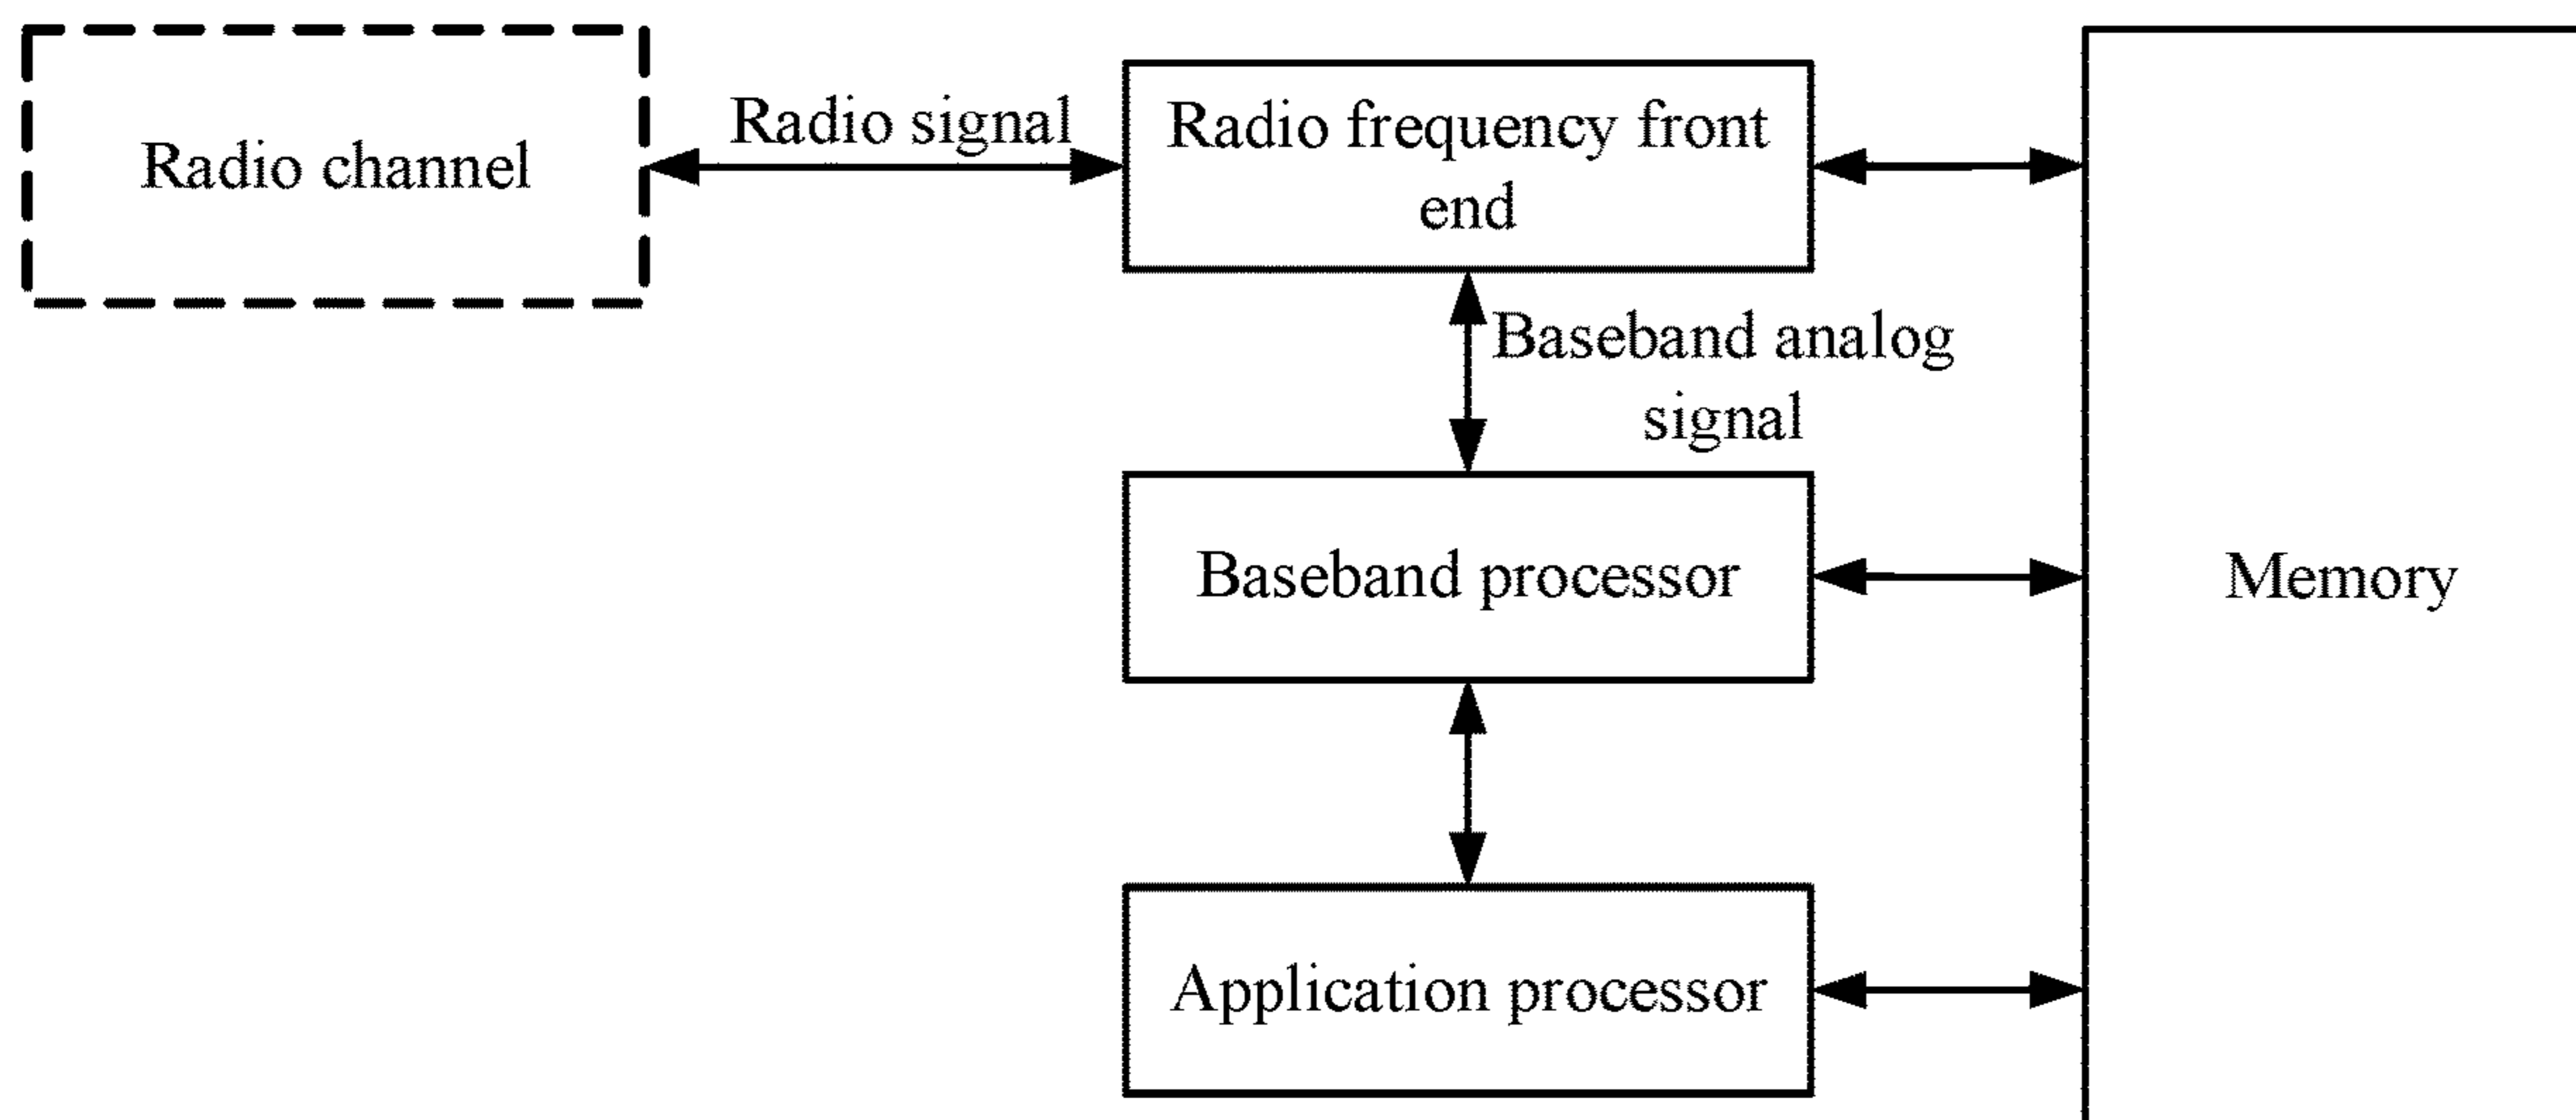 Radio channel
Radio signal
Radio frequency front
end
Baseband analog
signal
Baseband processor
Memory
Application processor